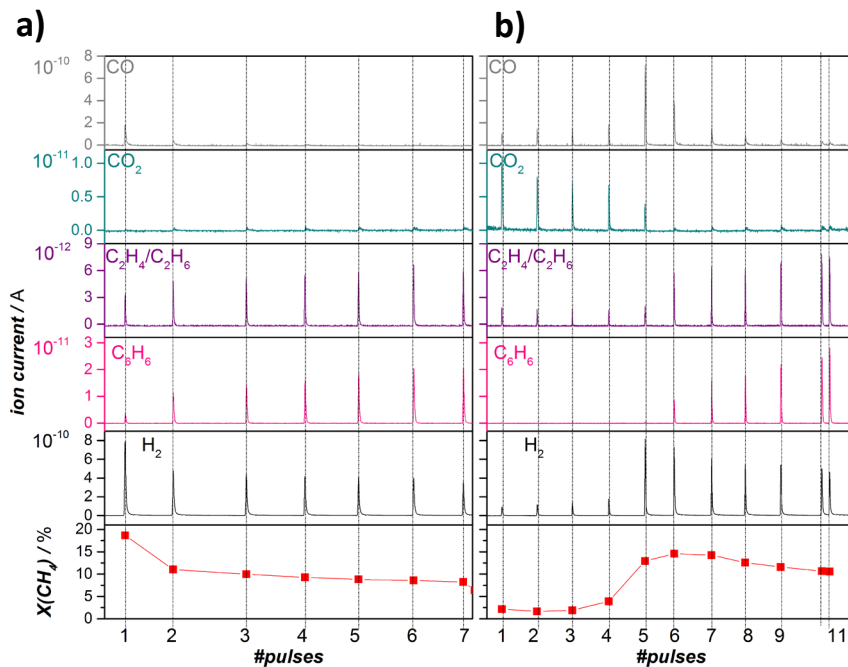 a) b)
10⁻¹⁰ 8 CO CO
6
4
2
0
10⁻¹¹ 1.0 CO₂ CO₂
0.5
0.0
10⁻¹² 9 C₂H₄/C₂H₆ C₂H₄/C₂H₆
6
3
0
10⁻¹¹ 3 C₆H₆ C₆H₆
2
1
0
10⁻¹⁰ 8 H₂ H₂
6
4
2
0
20
15
10
5
0
ion current / A
X(CH₄) / %
1 2 3 4 5 6 7 1 2 3 4 5 6 7 8 9 11
#pulses #pulses